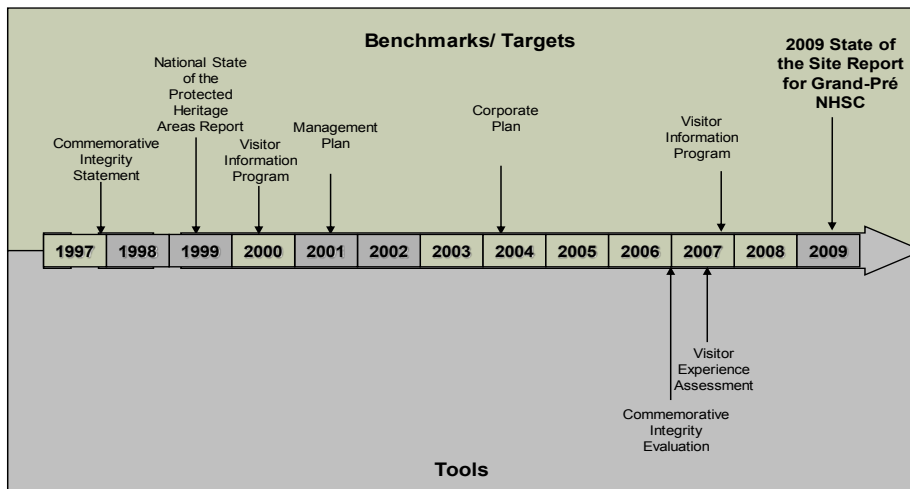 Benchmarks/ Targets
2009 State of
the Site Report
for Grand-Pré
NHSC
National State
of the
Protected
Heritage
Areas Report
Commemorative
Integrity
Statement
Visitor
Information
Program
Management
Plan
Corporate
Plan
Visitor
Information
Program
1997 1998 1999 2000 2001 2002 2003 2004 2005 2006 2007 2008 2009
Visitor
Experience
Assessment
Commemorative
Integrity
Evaluation
Tools